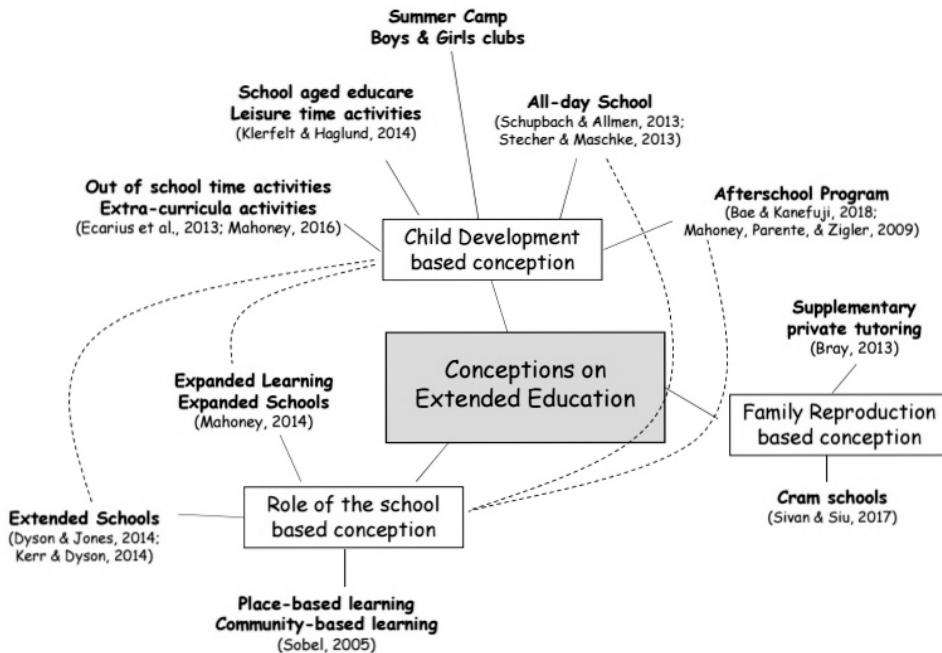 Summer Camp
Boys & Girls clubs
School aged educare
Leisure time activities
(Klerfelt & Haglund, 2014)
All-day School
(Schupbach & Allmen, 2013;
Stecher & Maschke, 2013)
Out of school time activities
Extra-curricula activities
(Ecarius et al., 2013; Mahoney, 2016)
Afterschool Program
(Bae & Kanefuji, 2018;
Mahoney, Parente, & Zigler, 2009)
Child Development
based conception
Supplementary
private tutoring
(Bray, 2013)
Conceptions on
Extended Education
Expanded Learning
Expanded Schools
(Mahoney, 2014)
Family Reproduction
based conception
Role of the school
based conception
Cram schools
(Sivan & Siu, 2017)
Extended Schools
(Dyson & Jones, 2014;
Kerr & Dyson, 2014)
Place-based learning
Community-based learning
(Sobel, 2005)